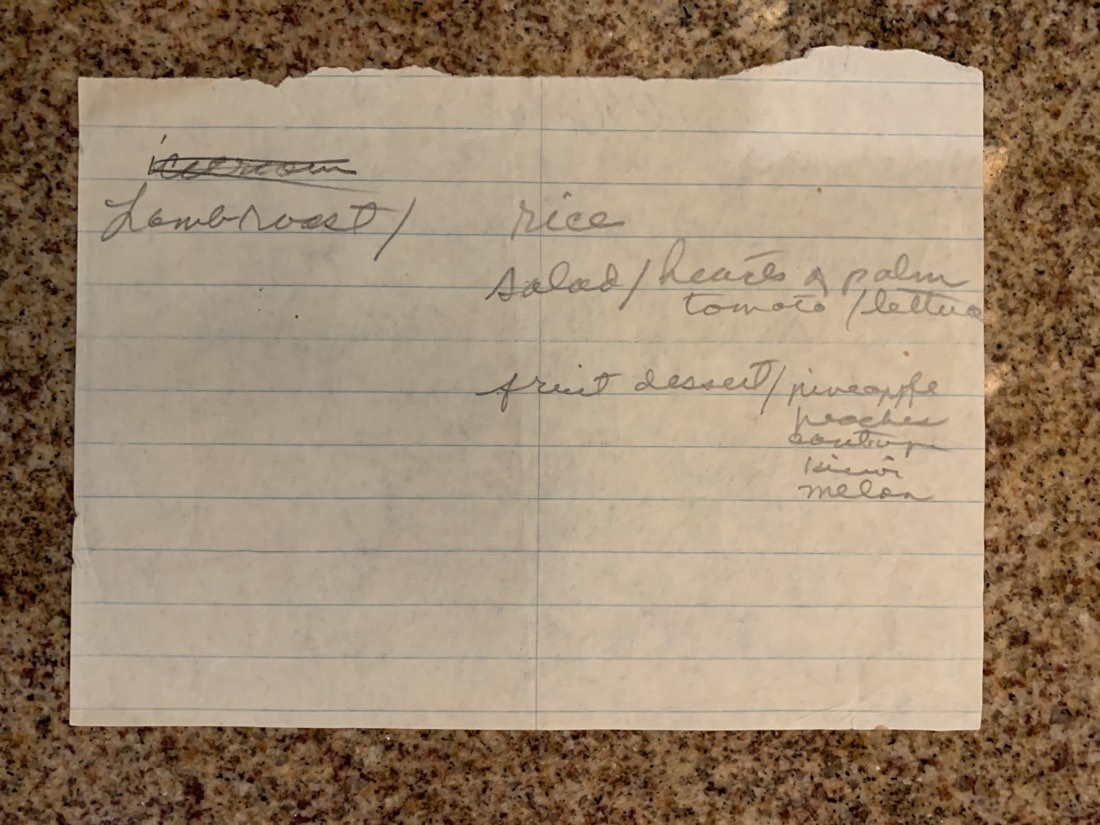 Lamb roast / rice
salad / hearts of palm
tomato / lettuce
fruit dessert / pineapple
peaches
kiwi
melon